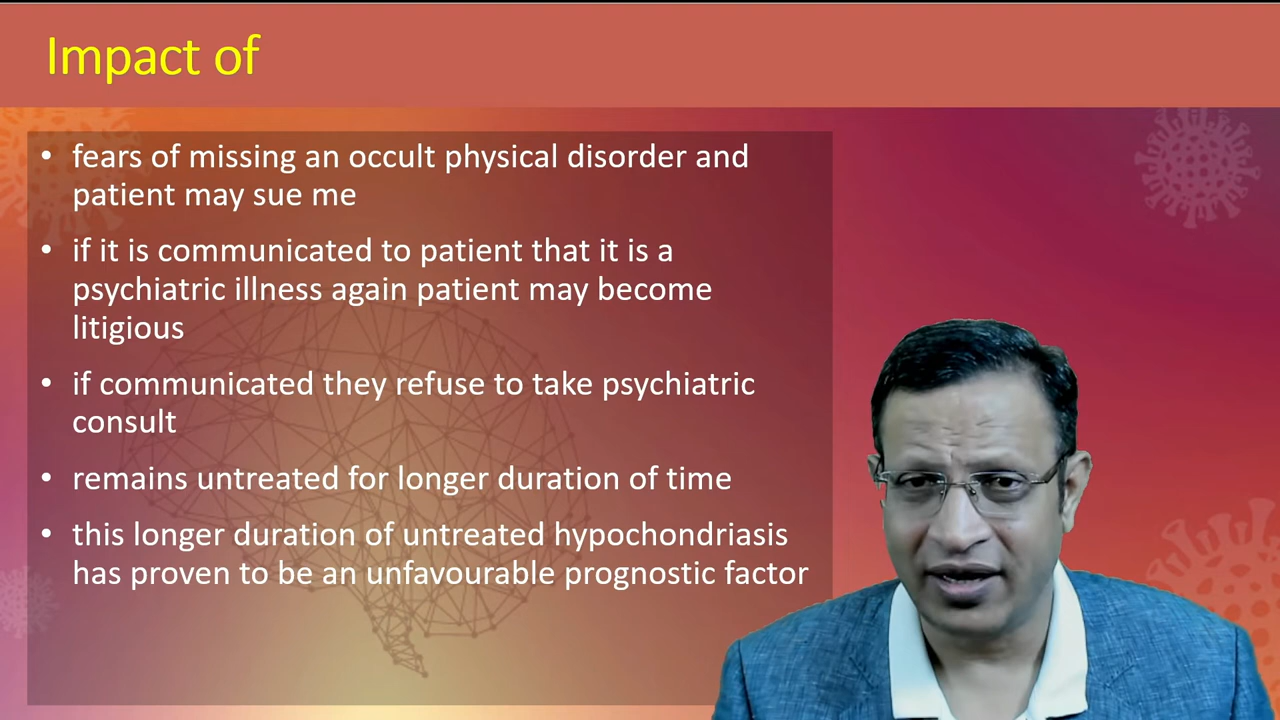 Impact of
• fears of missing an occult physical disorder and
patient may sue me
• if it is communicated to patient that it is a
psychiatric illness again patient may become
litigious
• if communicated they refuse to take psychiatric
consult
• remains untreated for longer duration of time
• this longer duration of untreated hypochondriasis
has proven to be an unfavourable prognostic factor